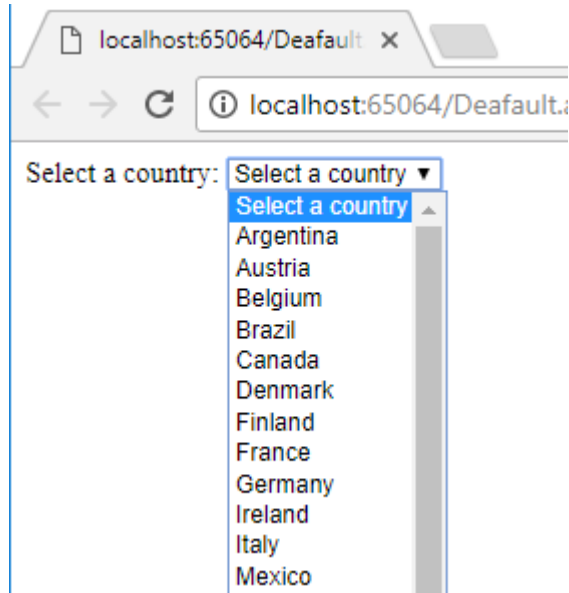 localhost:65064/Deafault
localhost:65064/Deafault.a
Select a country: Select a country
Select a country
Argentina
Austria
Belgium
Brazil
Canada
Denmark
Finland
France
Germany
Ireland
Italy
Mexico